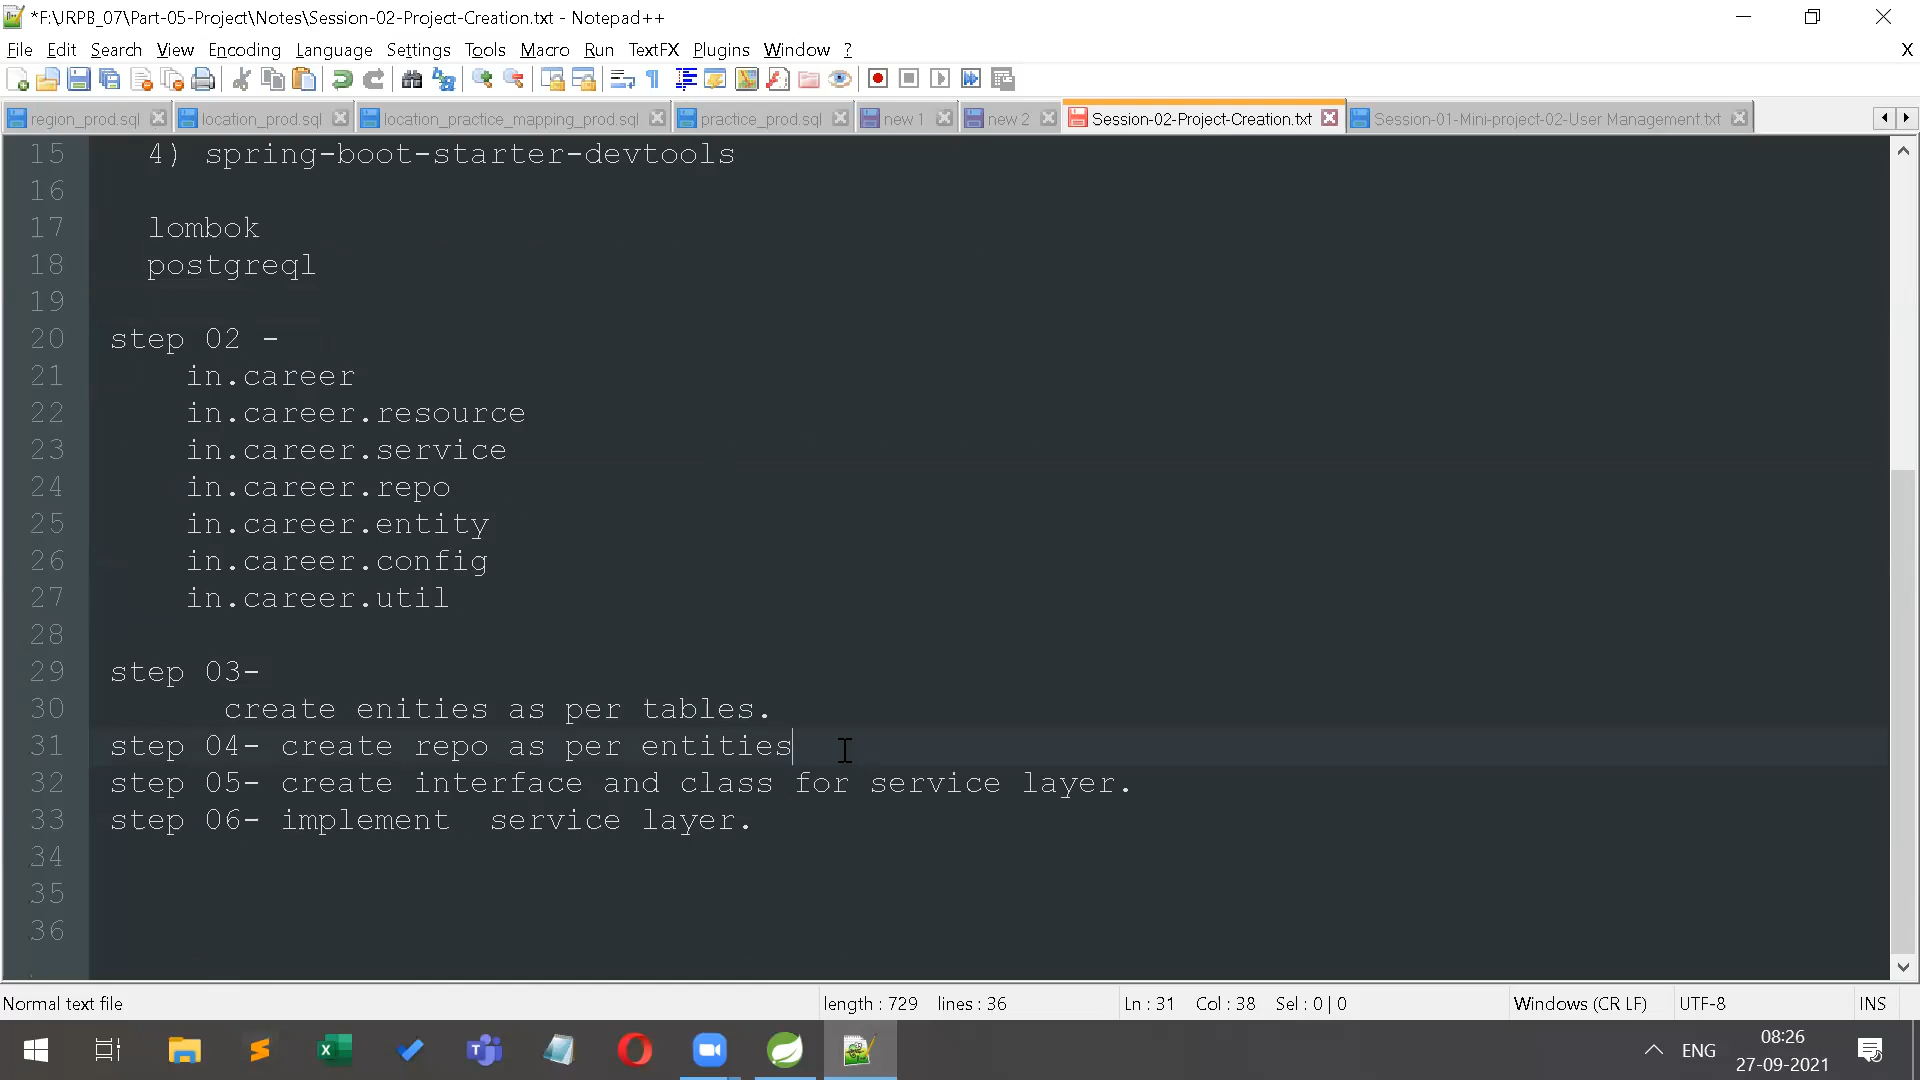 *F:\JRPB_07\Part-05-Project\Notes\Session-02-Project-Creation.txt - Notepad++
File Edit Search View Encoding Language Settings Tools Macro Run TextFX Plugins Window ? X
region_prod.sql location_prod.sql location_practice_mapping_prod.sql practice_prod.sql new 1 new 2 Session-02-Project-Creation.txt Session-01-Mini-project-02-User Management.txt
15 4) spring-boot-starter-devtools
16
17 lombok
18 postgreql
19
20 step 02 -
21 in.career
22 in.career.resource
23 in.career.service
24 in.career.repo
25 in.career.entity
26 in.career.config
27 in.career.util
28
29 step 03-
30 create enities as per tables.
31 step 04- create repo as per entities
32 step 05- create interface and class for service layer.
33 step 06- implement  service layer.
34
35
36
Normal text file length : 729 lines : 36 Ln : 31 Col : 38 Sel : 0 | 0 Windows (CR LF) UTF-8 INS
ENG 08:26
27-09-2021